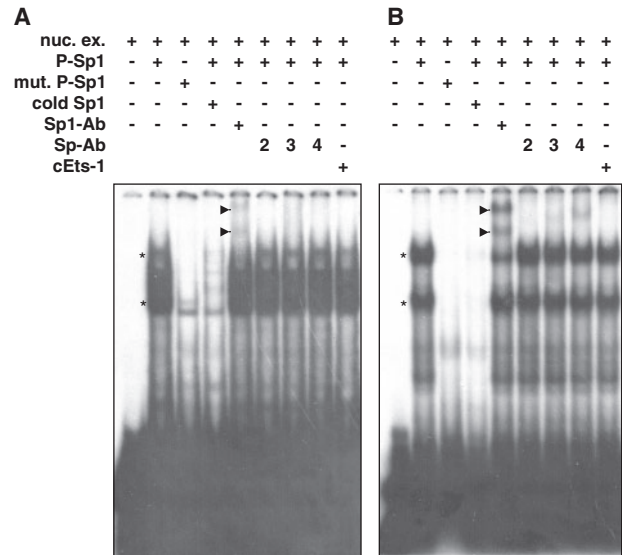 A B
nuc. ex. + + + + + + + + + + + + + + + + + +
P-Sp1 - + - + + + + + + - + - + + + + + +
mut. P-Sp1 - - + - - - - - - - - + - - - - - -
cold Sp1 - - - + - - - - - - - - + - - - - -
Sp1-Ab - - - - + - - - - - - - - + - - - -
Sp-Ab 2 3 4 - 2 3 4 -
cEts-1 + +
* *
* *